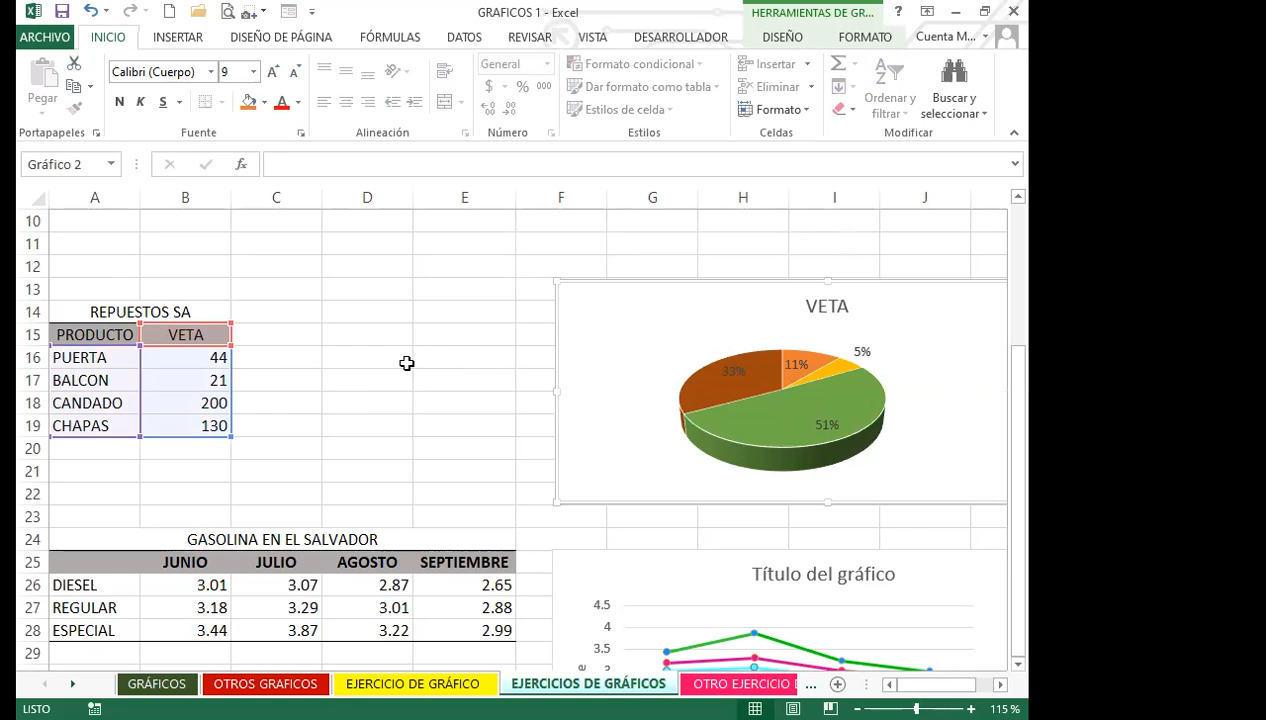 GRAFICOS 1 - Excel
HERRAMIENTAS DE GR...
?
ARCHIVO INICIO INSERTAR DISEÑO DE PÁGINA FÓRMULAS DATOS REVISAR VISTA DESARROLLADOR DISEÑO FORMATO Cuenta M...
Calibri (Cuerpo) 9
General
Formato condicional
Insertar
Pegar
N K S
$ % 000
Dar formato como tabla
Eliminar
Ordenar y filtrar
Buscar y seleccionar
Estilos de celda
Formato
Portapapeles Fuente Alineación Número Estilos Celdas Modificar
Gráfico 2 fx
A B C D E F G H I J
10
11
12
13
14 REPUESTOS SA
15 PRODUCTO VETA
16 PUERTA 44
17 BALCON 21
18 CANDADO 200
19 CHAPAS 130
20
21
22
23
24 GASOLINA EN EL SALVADOR
25 JUNIO JULIO AGOSTO SEPTIEMBRE
26 DIESEL 3.01 3.07 2.87 2.65
27 REGULAR 3.18 3.29 3.01 2.88
28 ESPECIAL 3.44 3.87 3.22 2.99
29
VETA
5%
11%
33%
51%
Título del gráfico
4.5
4
3.5
3
GRÁFICOS OTROS GRAFICOS EJERCICIO DE GRÁFICO EJERCICIOS DE GRÁFICOS OTRO EJERCICIO ...
LISTO 115 %